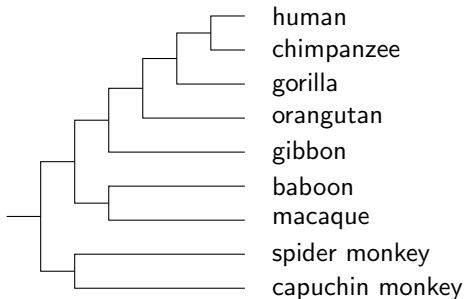 human
chimpanzee
gorilla
orangutan
gibbon
baboon
macaque
spider monkey
capuchin monkey